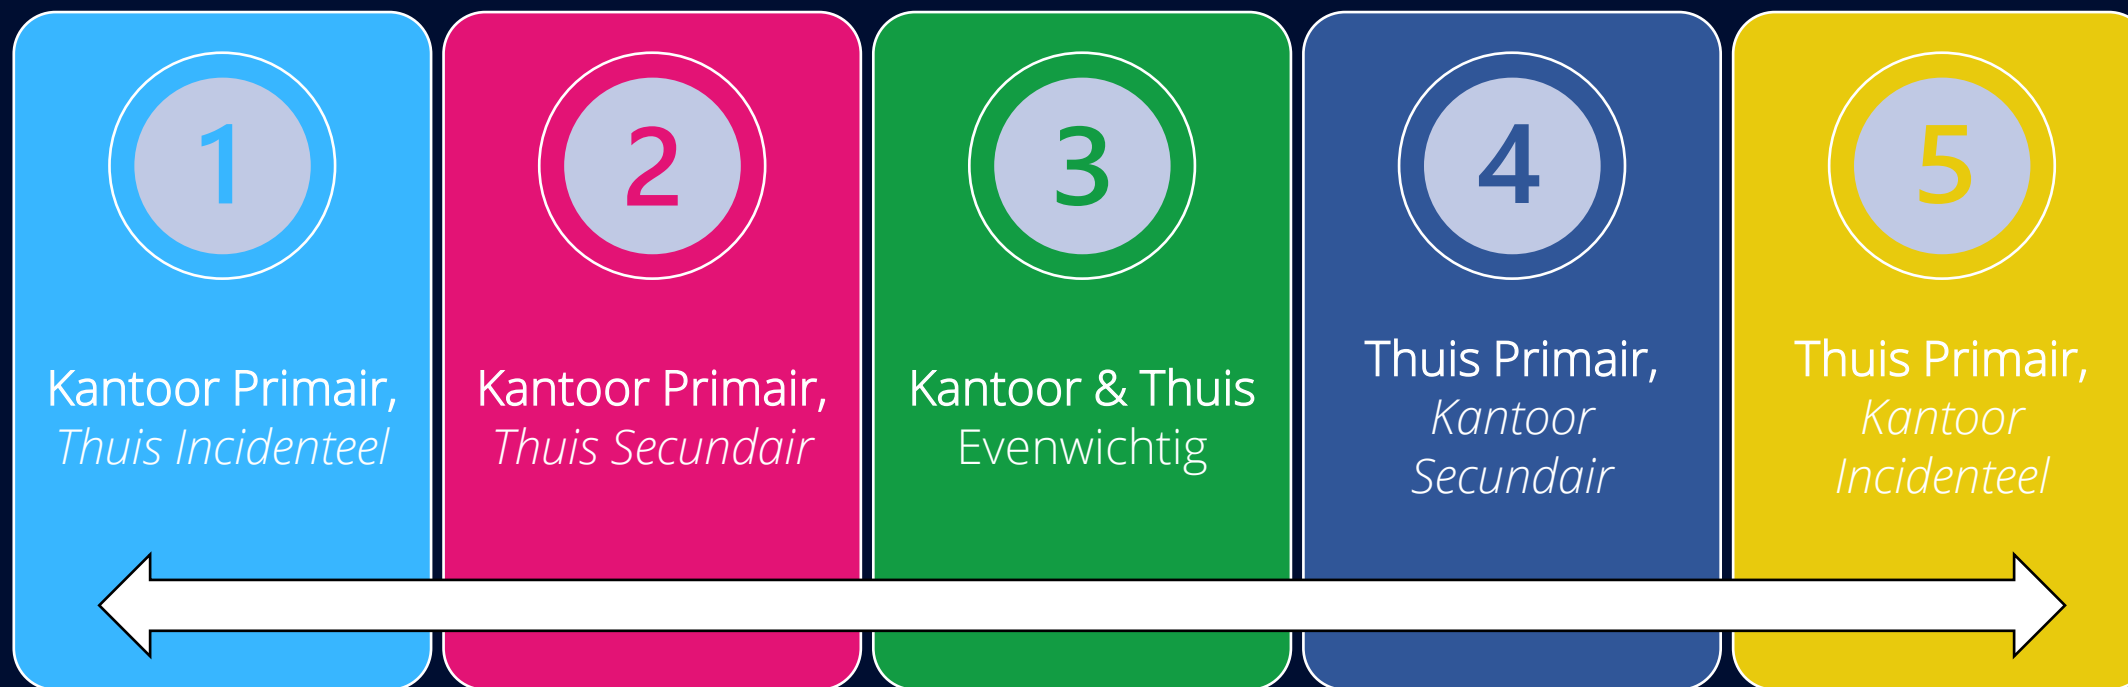 1
Kantoor Primair,
Thuis Incidenteel
2
Kantoor Primair,
Thuis Secundair
3
Kantoor & Thuis
Evenwichtig
4
Thuis Primair,
Kantoor
Secundair
5
Thuis Primair,
Kantoor
Incidenteel